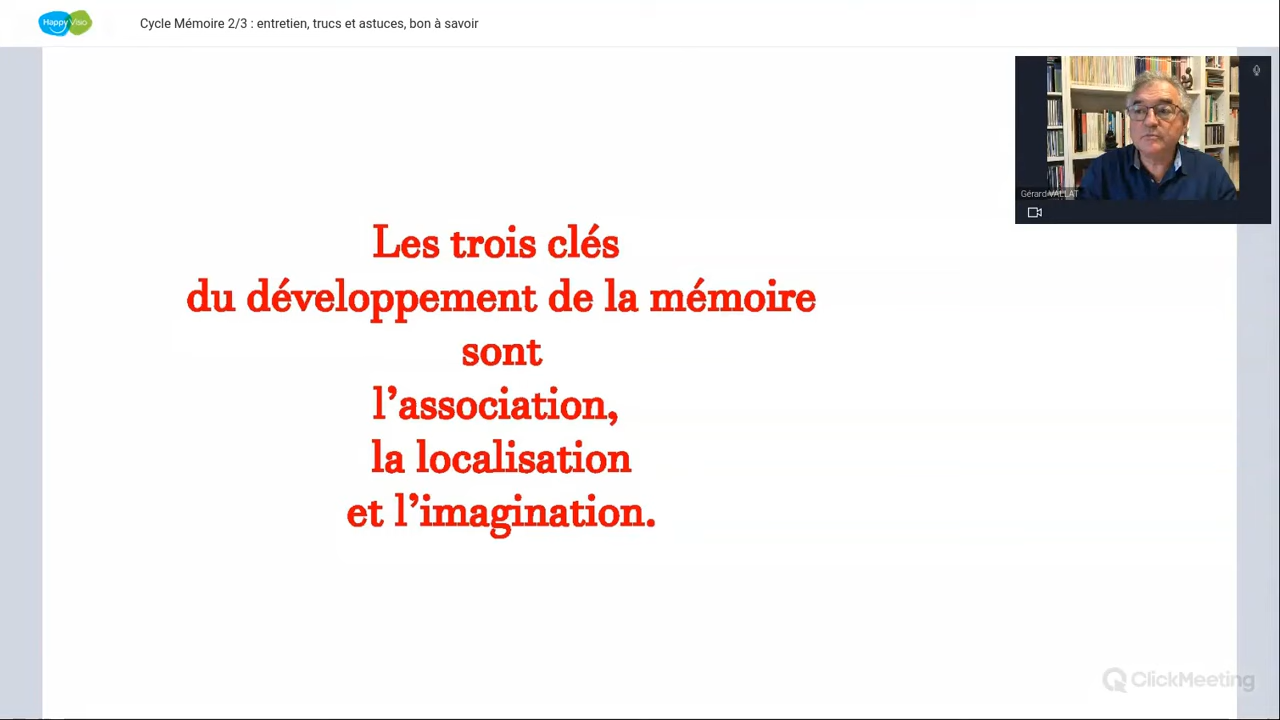 Happy Visio
Cycle Mémoire 2/3 : entretien, trucs et astuces, bon à savoir
Gérard VALLAT
Les trois clés
du développement de la mémoire
sont
l’association,
la localisation
et l’imagination.
ClickMeeting